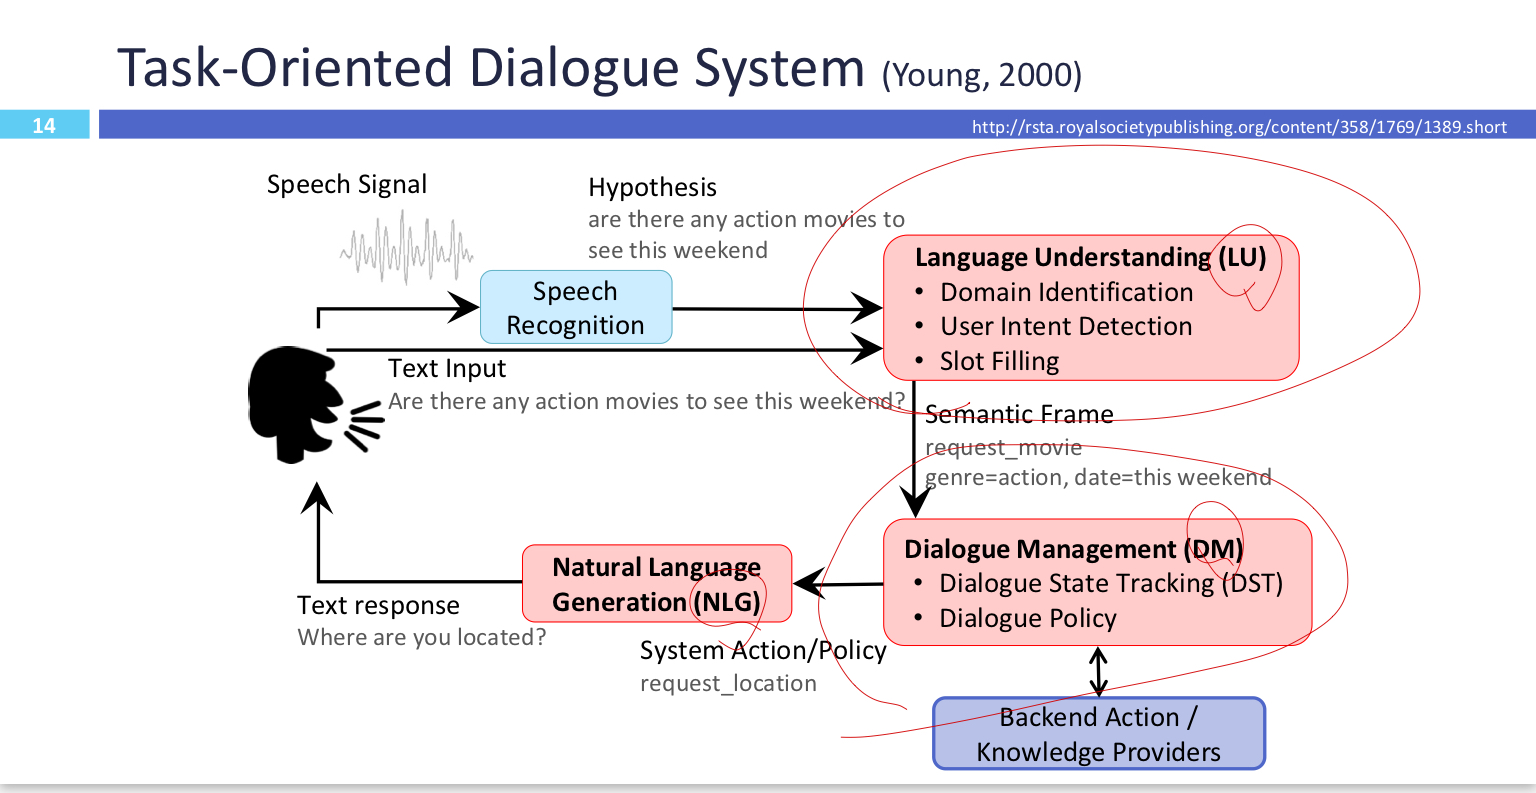 Task-Oriented Dialogue System (Young, 2000)
14
http://rsta.royalsocietypublishing.org/content/358/1769/1389.short
Speech Signal
Hypothesis
are there any action movies to
see this weekend
Speech
Recognition
Language Understanding (LU)
• Domain Identification
• User Intent Detection
• Slot Filling
Text Input
Are there any action movies to see this weekend?
Semantic Frame
request_movie
genre=action, date=this weekend
Dialogue Management (DM)
• Dialogue State Tracking (DST)
• Dialogue Policy
Natural Language
Generation (NLG)
Text response
Where are you located?
System Action/Policy
request_location
Backend Action /
Knowledge Providers